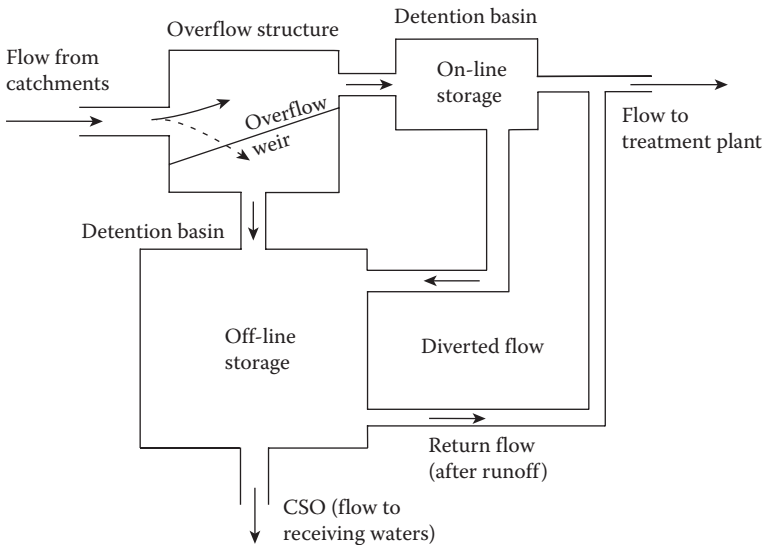 Detention basin
Overflow structure
Flow from
catchments
On-line
storage
Overflow
weir
Flow to
treatment plant
Detention basin
Off-line
storage
Diverted flow
Return flow
(after runoff)
CSO (flow to
receiving waters)